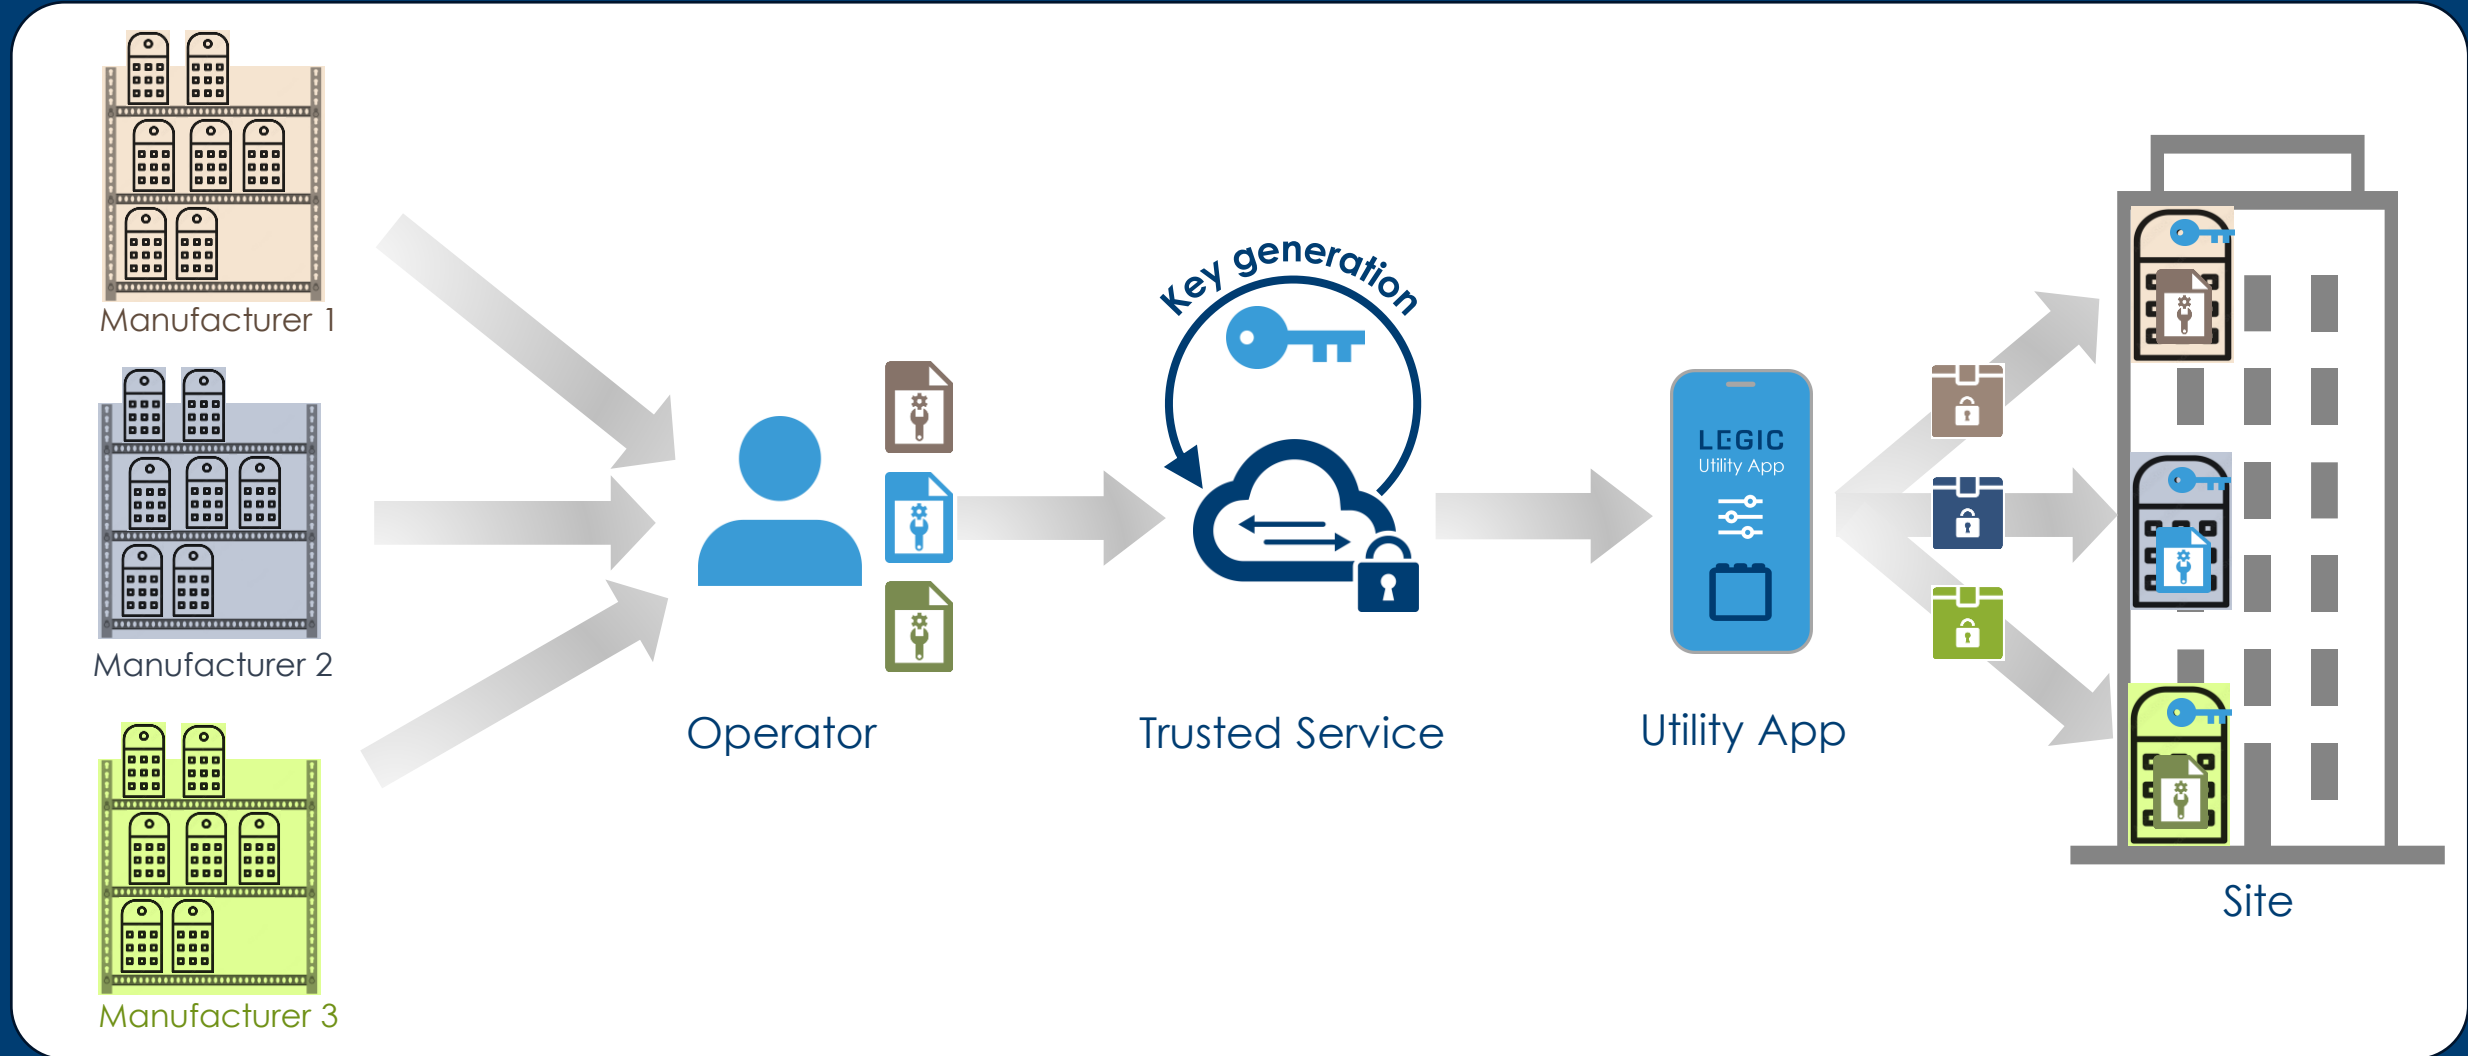 Manufacturer 1
Manufacturer 2
Manufacturer 3
Operator
Key generation
Trusted Service
LEGIC
Utility App
Utility App
Site